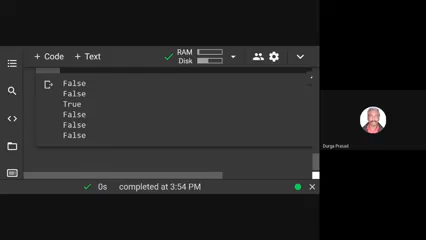 + Code + Text
RAM
Disk
False
False
True
False
False
False
0s completed at 3:54 PM
Durga Prasad